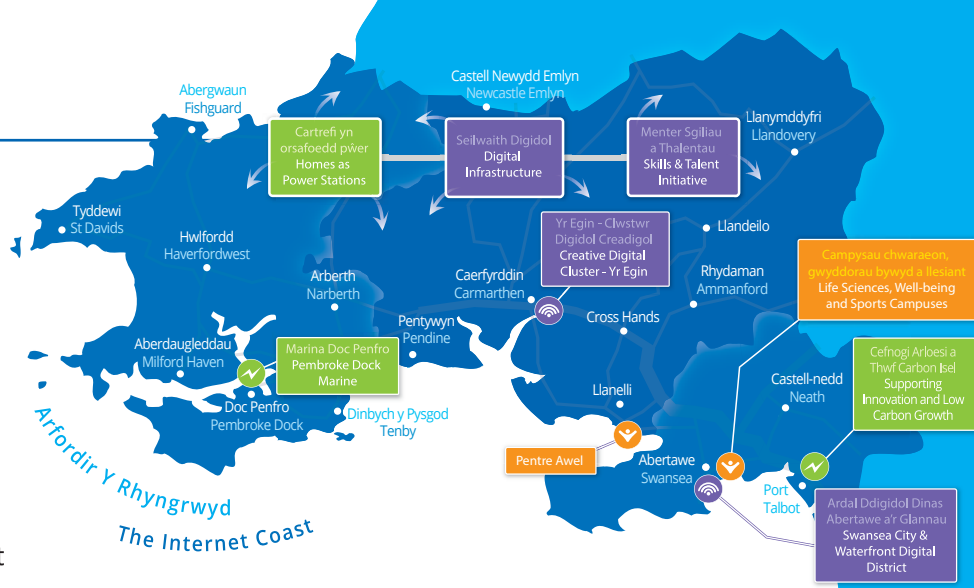 Castell Newydd Emlyn
Newcastle Emlyn
Abergwaun
Fishguard
Llanymddyfri
Llandovery
Cartrefi yn
orsafoedd pŵer
Homes as
Power Stations
Seilwaith Digidol
Digital
Infrastructure
Menter Sgiliau
a Thalentau
Skills & Talent
Initiative
Tyddewi
St Davids
Hwlfordd
Haverfordwest
Yr Egin - Clwstwr
Digidol Creadigol
Creative Digital
Cluster - Yr Egin
Llandeilo
Campysau chwaraeon,
gwyddorau bywyd a llesiant
Life Sciences, Well-being
and Sports Campuses
Arberth
Narberth
Caerfyrddin
Carmarthen
Rhydaman
Ammanford
Pentywyn
Pendine
Cross Hands
Aberdaugleddau
Milford Haven
Marina Doc Penfro
Pembroke Dock
Marine
Cefnogi Arloesi a
Thwf Carbon Isel
Supporting
Innovation and Low
Carbon Growth
Castell-nedd
Neath
Llanelli
Doc Penfro
Pembroke Dock
Dinbych y Pysgod
Tenby
Pentre Awel
Abertawe
Swansea
Port
Talbot
Ardal Ddigidol Dinas
Abertawe a'r Glannau
Swansea City &
Waterfront Digital
District
Arfordir Y Rhyngrwyd
The Internet Coast
t